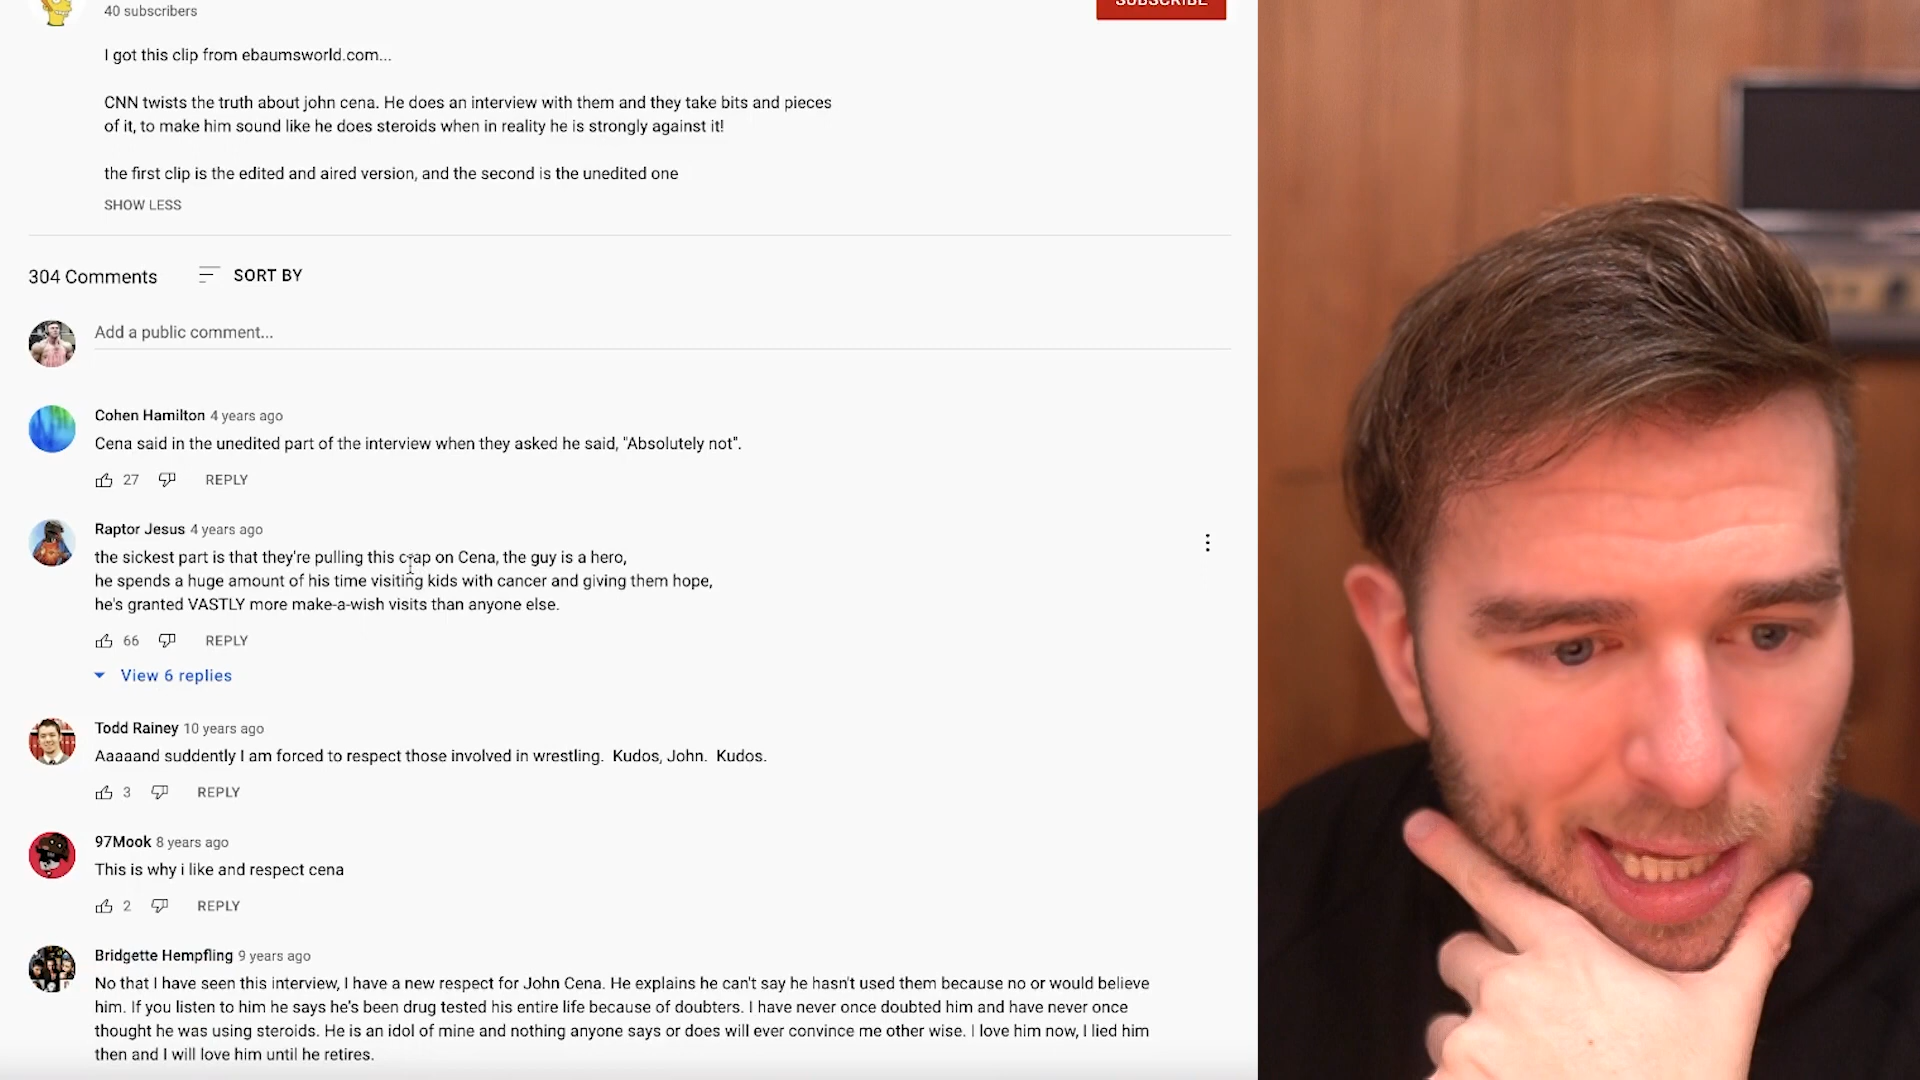 40 subscribers
SUBSCRIBE
I got this clip from ebaumsworld.com...
CNN twists the truth about john cena. He does an interview with them and they take bits and pieces
of it, to make him sound like he does steroids when in reality he is strongly against it!
the first clip is the edited and aired version, and the second is the unedited one
SHOW LESS
304 Comments
SORT BY
Add a public comment...
Cohen Hamilton 4 years ago
Cena said in the unedited part of the interview when they asked he said, "Absolutely not".
27 REPLY
Raptor Jesus 4 years ago
the sickest part is that they're pulling this crap on Cena, the guy is a hero,
he spends a huge amount of his time visiting kids with cancer and giving them hope,
he's granted VASTLY more make-a-wish visits than anyone else.
66 REPLY
View 6 replies
Todd Rainey 10 years ago
Aaaaand suddenly I am forced to respect those involved in wrestling. Kudos, John. Kudos.
3 REPLY
97Mook 8 years ago
This is why i like and respect cena
2 REPLY
Bridgette Hempfling 9 years ago
No that I have seen this interview, I have a new respect for John Cena. He explains he can't say he hasn't used them because no or would believe
him. If you listen to him he says he's been drug tested his entire life because of doubters. I have never once doubted him and have never once
thought he was using steroids. He is an idol of mine and nothing anyone says or does will ever convince me other wise. I love him now, I lied him
then and I will love him until he retires.